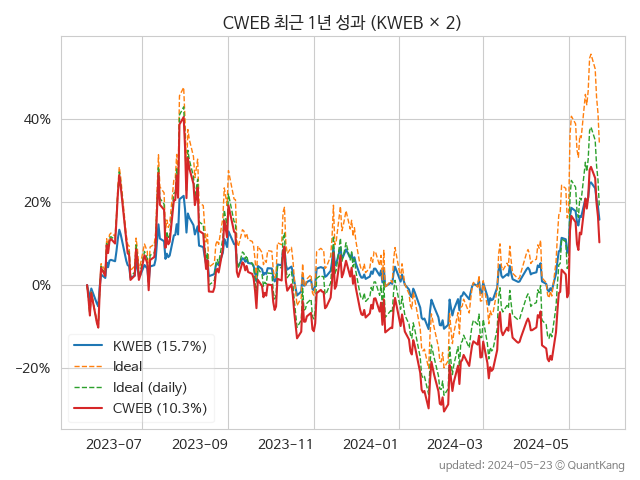 CWEB 최근 1년 성과 (KWEB × 2)
40%
20%
0%
−20%
KWEB (15.7%)
Ideal
Ideal (daily)
CWEB (10.3%)
2023-07 2023-09 2023-11 2024-01 2024-03 2024-05
updated: 2024-05-23 © QuantKang